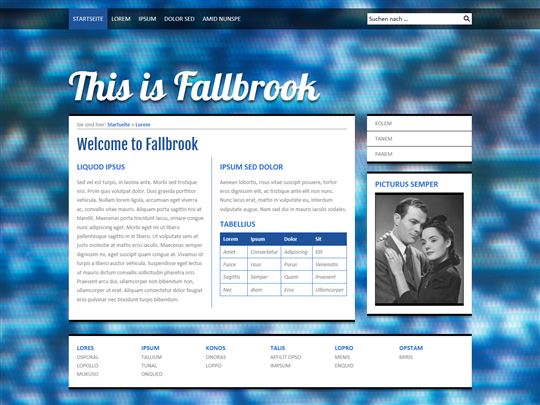 STARTSEITE LOREM IPSUM DOLOR SED AMID NUNSPE
Suchen nach ...
This is Fallbrook
Sie sind hier: Startseite » Lorem
Welcome to Fallbrook
LIQUID IPSUS
Sed vel est turpis, in lacinia ante. Morbi sed tristique
nisi. Proin quis volutpat dolor. Duis gravida porttitor
vehicula. Nullam lorem ligula, accumsan eget viverra
ac, convallis vitae mauris. Aliquam porta sagittis nisi at
blandit. Maecenas porta tincidunt lacus, ornare congue
nunc adipiscing eget. Morbi eget mi ut libero
pellentesque sagittis in in libero. Ut vulputate sem at
justo molestie at mattis eros iaculis. Maecenas semper
dignissim mi, eget suscipit quam congue at. Vivamus id
turpis a libero auctor vehicula. Suspendisse eget lectus
ut mauris dictum convallis sollicitudin pharetra orci.
Praesent arcu dui, ullamcorper non bibendum non,
ullamcorper ut erat. Aliquam consectetur dolor feugiat
eros pulvinar nec tincidunt turpis bibendum.
IPSUM SED DOLOR
Aenean lobortis, risus vitae suscipit posuere, tortor
eros dignissim elit, ac tristique ante elit non nunc.
Nunc lacus erat, mattis in vulputate eu, interdum
vulputate augue. Nam sed dui in mauris iaculis sodales.
TABELLIUS
Lorem Ipsum Dolor Sit
Amet Consectetur Adipiscing Elit
Fusce risus Purus Venenatis
Sagittis Semper Quam Praesent
Nec diam Eros Ullamcorper
KOLEM
TANEM
PANEM
PICTURUS SEMPER
LORES IPSUM KONOS TALIS LOPRO OPSTAM
OSPORAL TALLIUM ONORAS AFFILIT OPSO MENIS MIRIS
LOPOLLO TUNAL LOPPO IMPSUM ENQUID
MUKUSO ONQUED